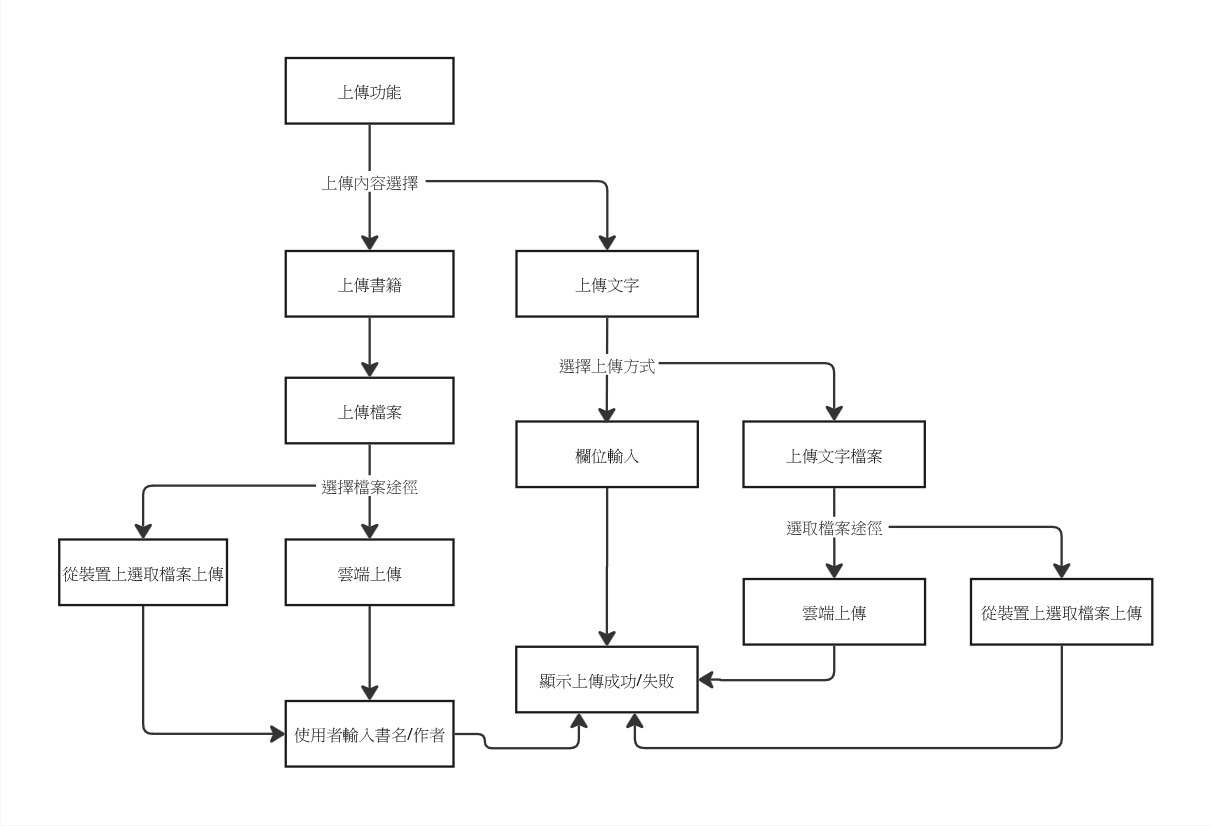 上傳功能
上傳內容選擇
上傳書籍
上傳文字
選擇上傳方式
上傳檔案
欄位輸入
上傳文字檔案
選擇檔案途徑
選取檔案途徑
從裝置上選取檔案上傳
雲端上傳
雲端上傳
從裝置上選取檔案上傳
顯示上傳成功/失敗
使用者輸入書名/作者